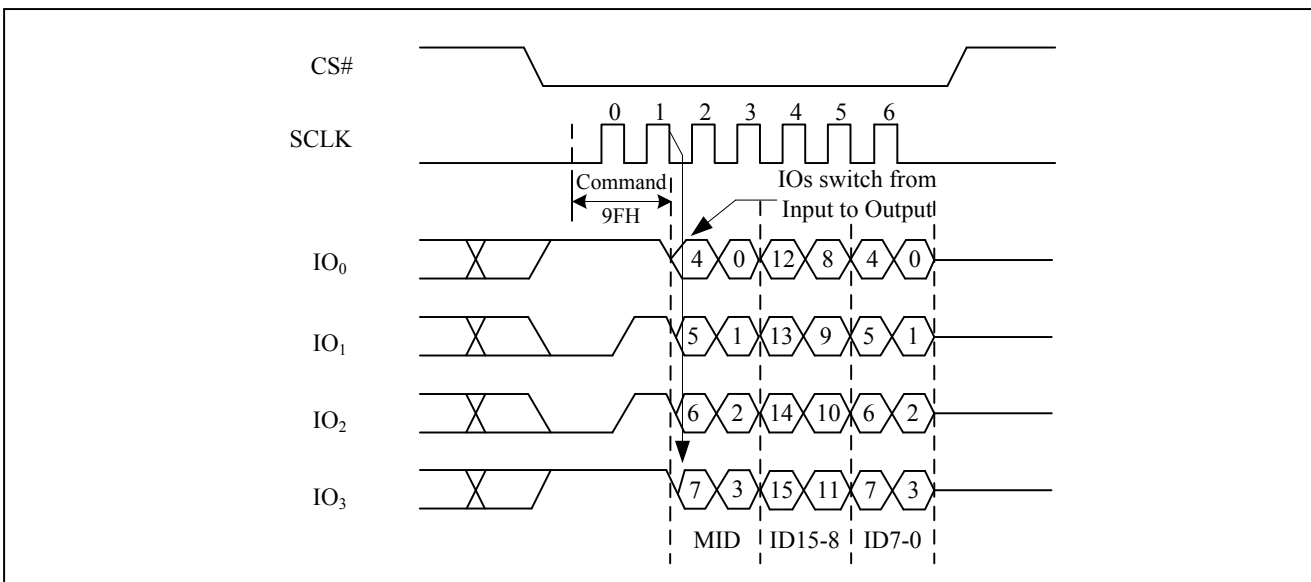 CS#
0 1 2 3 4 5 6
SCLK
Command
9FH
IOs switch from
Input to Output
IO0 4 0 12 8 4 0
IO1 5 1 13 9 5 1
IO2 6 2 14 10 6 2
IO3 7 3 15 11 7 3
MID ID15-8 ID7-0